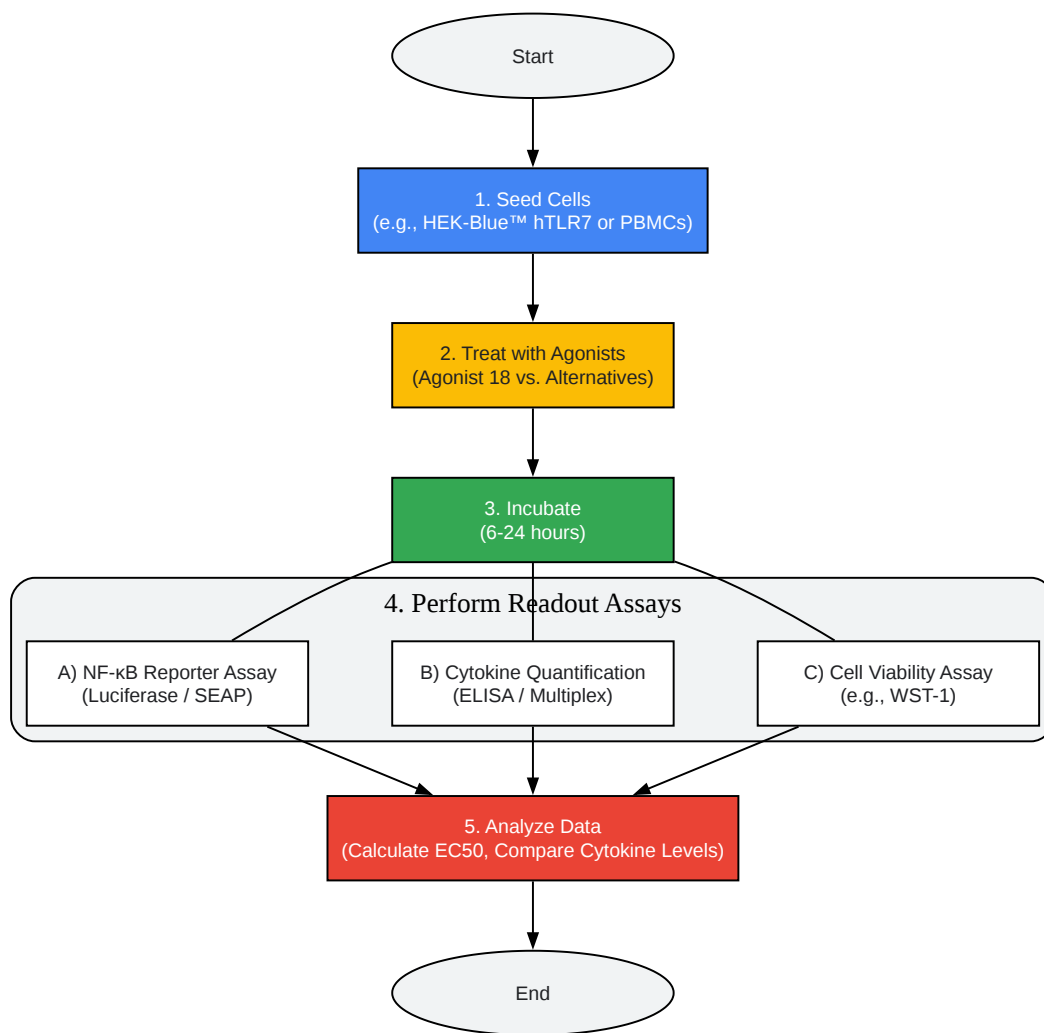 Start
1. Seed Cells
(e.g., HEK-Blue™ hTLR7 or PBMCs)
2. Treat with Agonists
(Agonist 18 vs. Alternatives)
3. Incubate
(6-24 hours)
4. Perform Readout Assays
A) NF-κB Reporter Assay
(Luciferase / SEAP)
B) Cytokine Quantification
(ELISA / Multiplex)
C) Cell Viability Assay
(e.g., WST-1)
5. Analyze Data
(Calculate EC50, Compare Cytokine Levels)
End